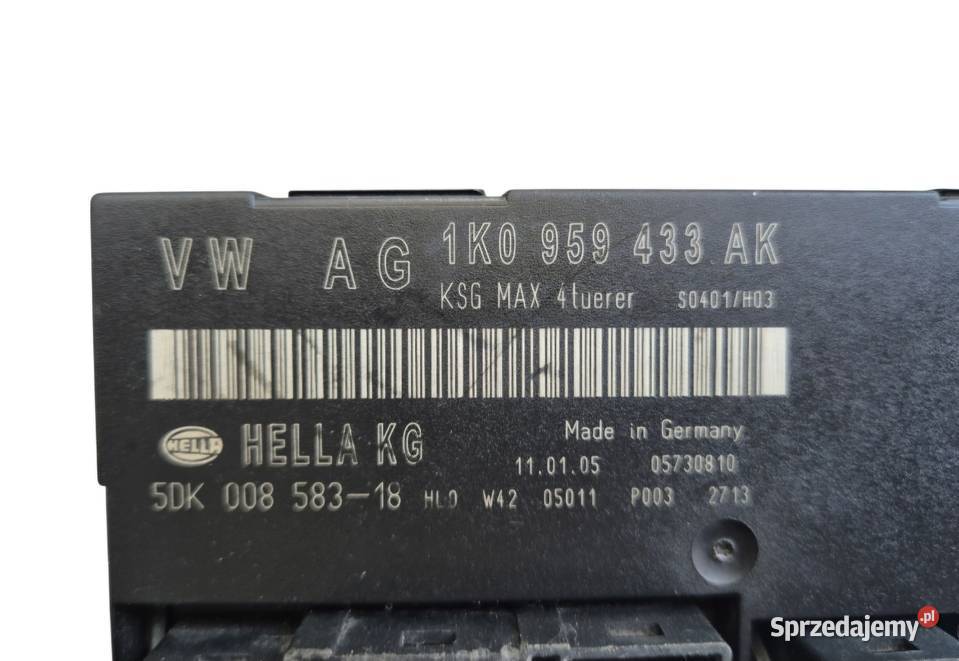 VW AG 1K0 959 433 AK
KSG MAX 4tuerer S0401/H03
HELLA HELLA KG Made in Germany
11.01.05 05730810
5DK 008 583-18 HLO W42 05011 P003 2713
Sprzedajemy.pl